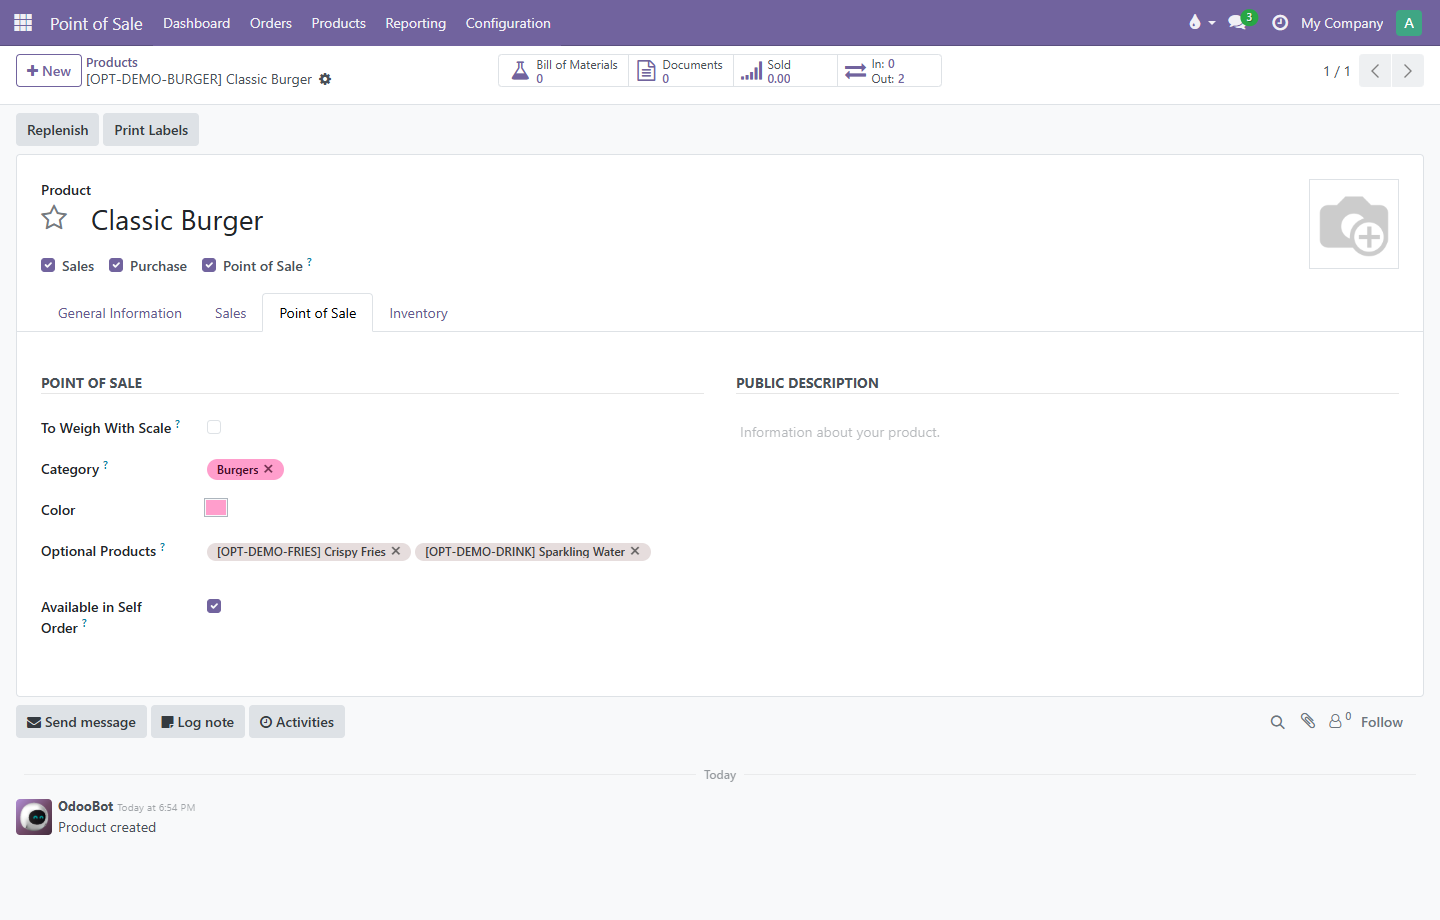 Point of Sale Dashboard Orders Products Reporting Configuration 3 My Company A
New
Products
[OPT-DEMO-BURGER] Classic Burger
Bill of Materials
0
Documents
0
Sold
0.00
In: 0
Out: 2
1 / 1
Replenish Print Labels
Product
Classic Burger
Sales Purchase Point of Sale ?
General Information Sales Point of Sale Inventory
POINT OF SALE
To Weigh With Scale ?
Category ? Burgers
Color
Optional Products ? [OPT-DEMO-FRIES] Crispy Fries [OPT-DEMO-DRINK] Sparkling Water
Available in Self
Order ?
PUBLIC DESCRIPTION
Information about your product.
Send message Log note Activities 0 Follow
Today
OdooBot Today at 6:54 PM
Product created